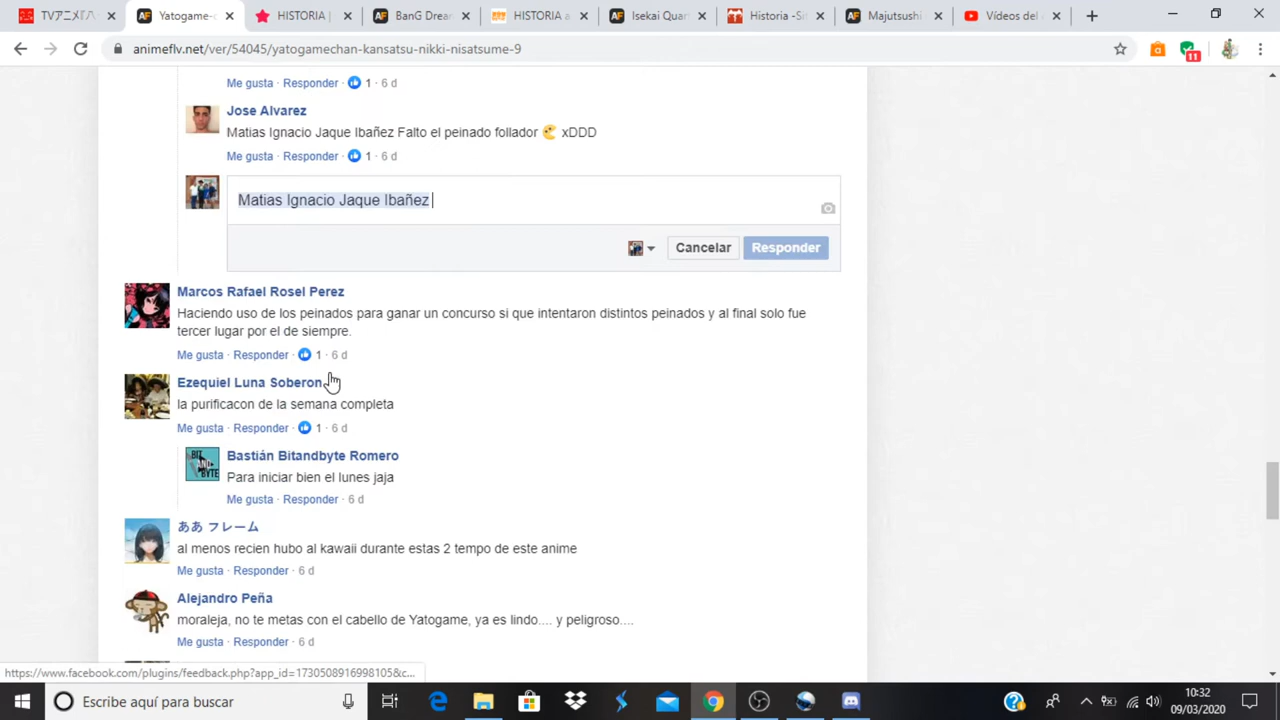 TVアニメ『八
Yatogame-c
HISTORIA |
BanG Drea
HISTORIA a
Isekai Quar
Historia -Si
Majutsushi
Vídeos del
animeflv.net/ver/54045/yatogamechan-kansatsu-nikki-nisatsume-9
11
Me gusta · Responder · 1 · 6 d
Jose Alvarez
Matias Ignacio Jaque Ibañez Falto el peinado follador xDDD
Me gusta · Responder · 1 · 6 d
Matias Ignacio Jaque Ibañez
Cancelar
Responder
Marcos Rafael Rosel Perez
Haciendo uso de los peinados para ganar un concurso si que intentaron distintos peinados y al final solo fue
tercer lugar por el de siempre.
Me gusta · Responder · 1 · 6 d
Ezequiel Luna Soberon
la purificacon de la semana completa
Me gusta · Responder · 1 · 6 d
BIT AND BYTE
Bastián Bitandbyte Romero
Para iniciar bien el lunes jaja
Me gusta · Responder · 6 d
ああ フレーム
al menos recien hubo al kawaii durante estas 2 tempo de este anime
Me gusta · Responder · 6 d
Alejandro Peña
moraleja, no te metas con el cabello de Yatogame, ya es lindo.... y peligroso....
Me gusta · Responder · 6 d
https://www.facebook.com/plugins/feedback.php?app_id=1730508916998105&c...
Escribe aquí para buscar
10:32
09/03/2020